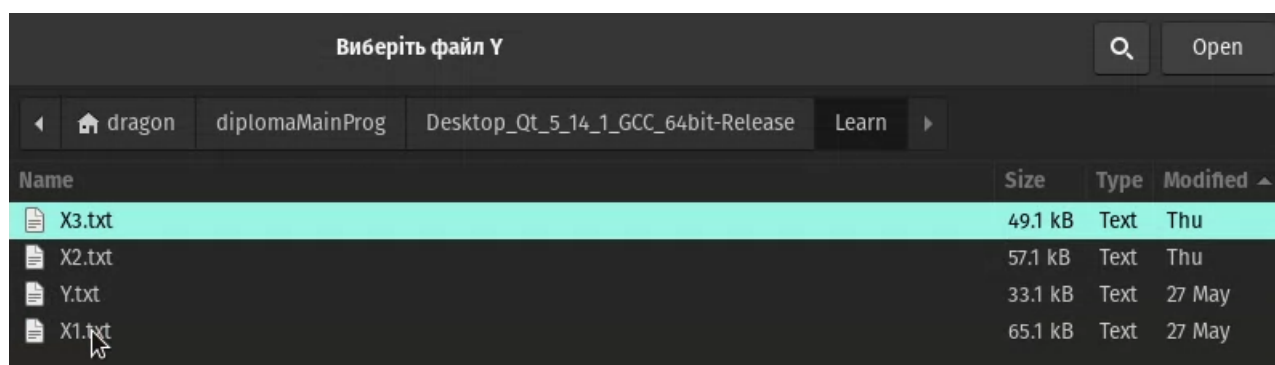 Виберіть файл Y Open
dragon diplomaMainProg Desktop_Qt_5_14_1_GCC_64bit-Release Learn
Name Size Type Modified
X3.txt 49.1 kB Text Thu
X2.txt 57.1 kB Text Thu
Y.txt 33.1 kB Text 27 May
X1.txt 65.1 kB Text 27 May